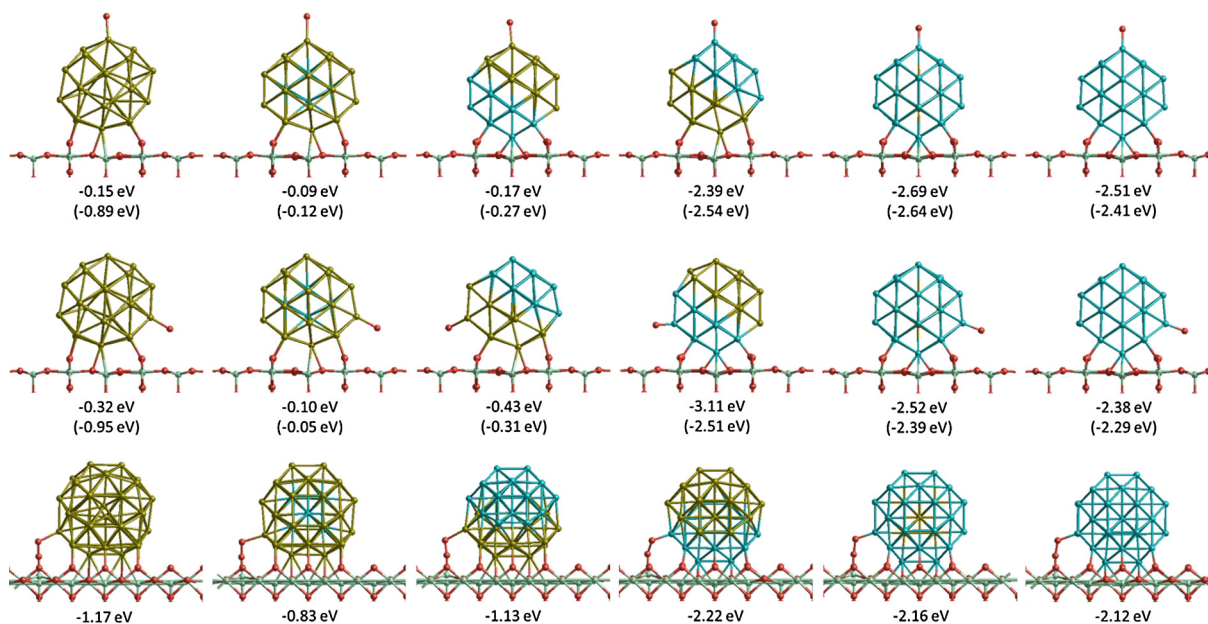 -0.15 eV -0.09 eV -0.17 eV -2.39 eV -2.69 eV -2.51 eV
(-0.89 eV) (-0.12 eV) (-0.27 eV) (-2.54 eV) (-2.64 eV) (-2.41 eV)
-0.32 eV -0.10 eV -0.43 eV -3.11 eV -2.52 eV -2.38 eV
(-0.95 eV) (-0.05 eV) (-0.31 eV) (-2.51 eV) (-2.39 eV) (-2.29 eV)
-1.17 eV -0.83 eV -1.13 eV -2.22 eV -2.16 eV -2.12 eV